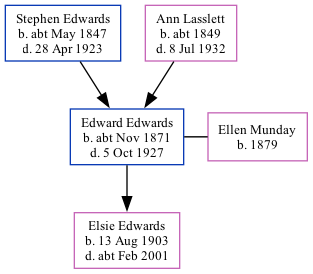 Stephen Edwards
b. abt May 1847
d. 28 Apr 1923
Ann Lasslett
b. abt 1849
d. 8 Jul 1932
Edward Edwards
b. abt Nov 1871
d. 5 Oct 1927
Ellen Munday
b. 1879
Elsie Edwards
b. 13 Aug 1903
d. abt Feb 2001